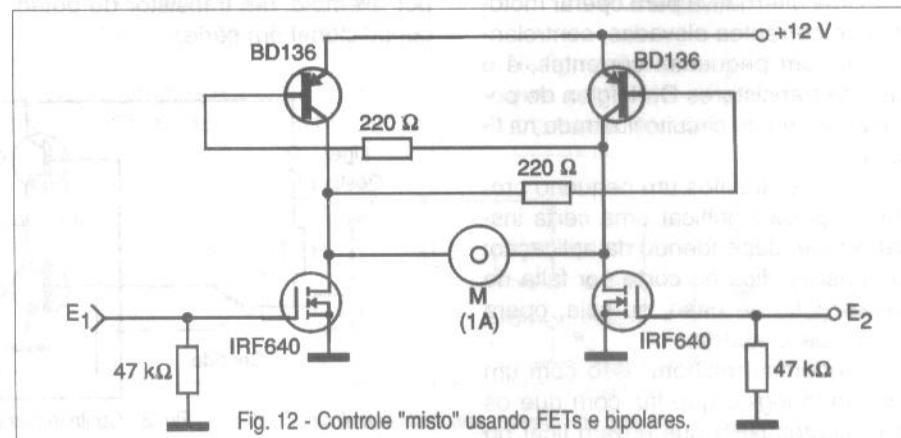 +12 V
BD136
BD136
220 Ω
220 Ω
M
(1A)
E1
E2
IRF640
IRF640
47 kΩ
47 kΩ
Fig. 12 - Controle "misto" usando FETs e bipolares.